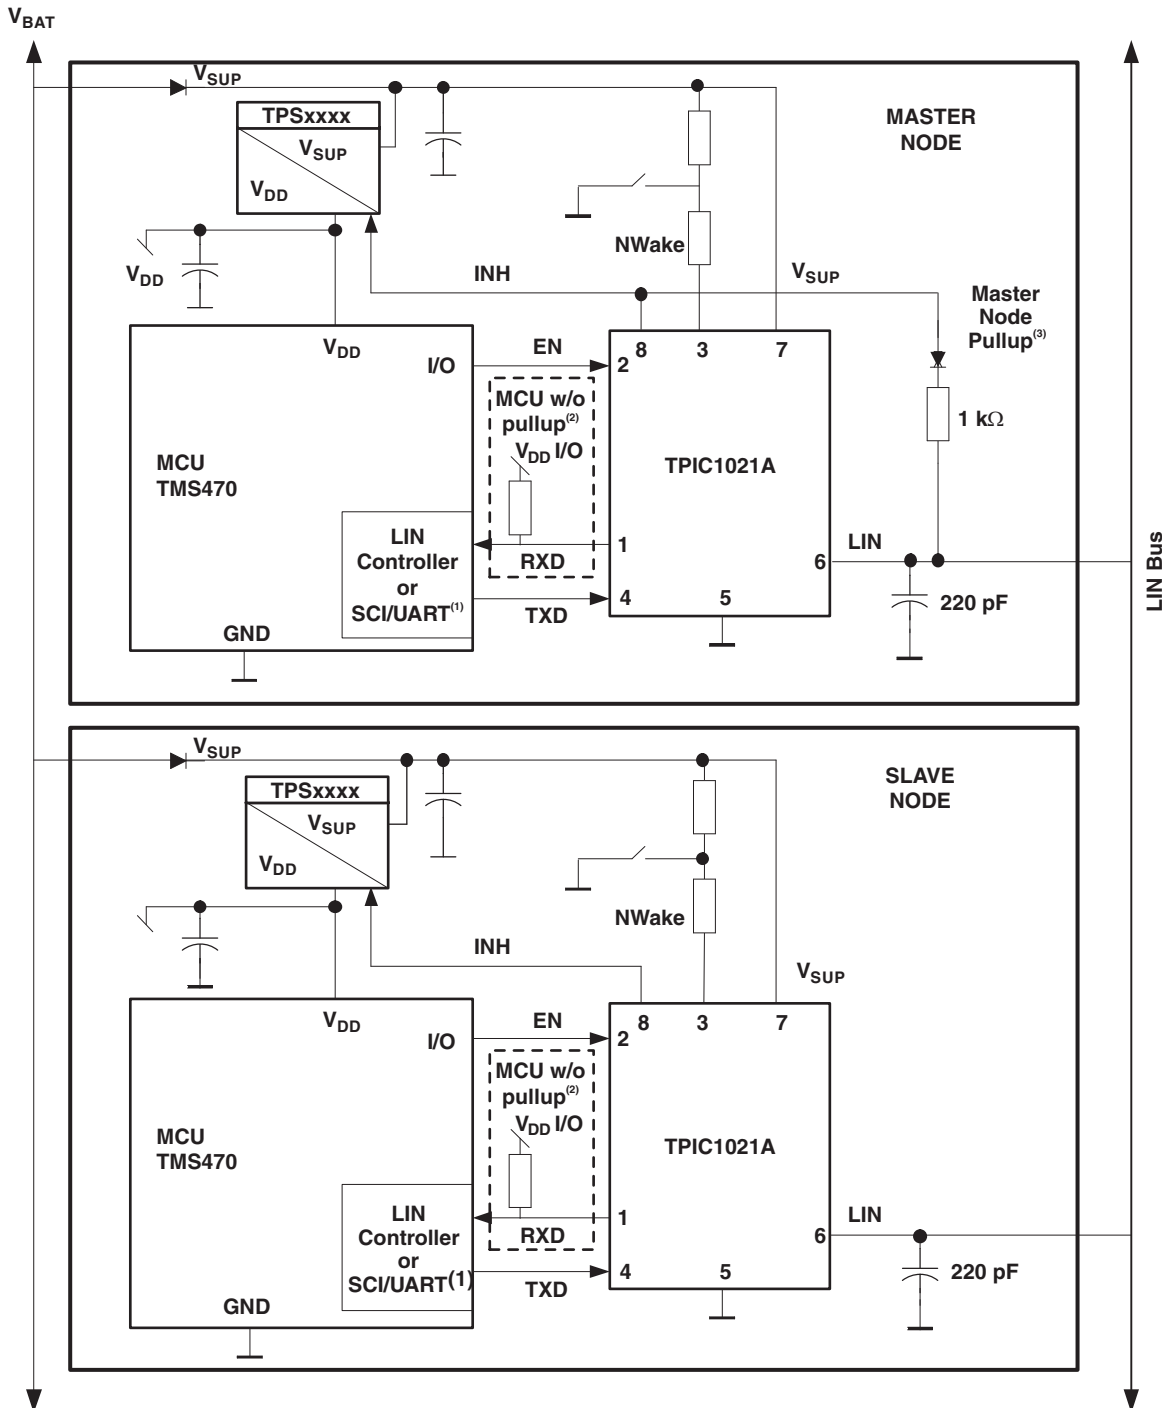 VBAT
VSUP
TPSxxxx
VSUP
VDD
MASTER
NODE
NWake
VDD
INH
VSUP
Master
Node
Pullup(3)
VDD
I/O
EN
2
8
3
7
MCU w/o
pullup(2)
VDD I/O
1 kΩ
MCU
TMS470
TPIC1021A
LIN
Controller
or
SCI/UART(1)
RXD
1
LIN
6
TXD
4
5
220 pF
GND
LIN Bus
VSUP
TPSxxxx
VSUP
VDD
SLAVE
NODE
NWake
INH
VSUP
VDD
I/O
EN
2
8
3
7
MCU w/o
pullup(2)
VDD I/O
MCU
TMS470
TPIC1021A
LIN
Controller
or
SCI/UART(1)
RXD
1
LIN
6
TXD
4
5
220 pF
GND